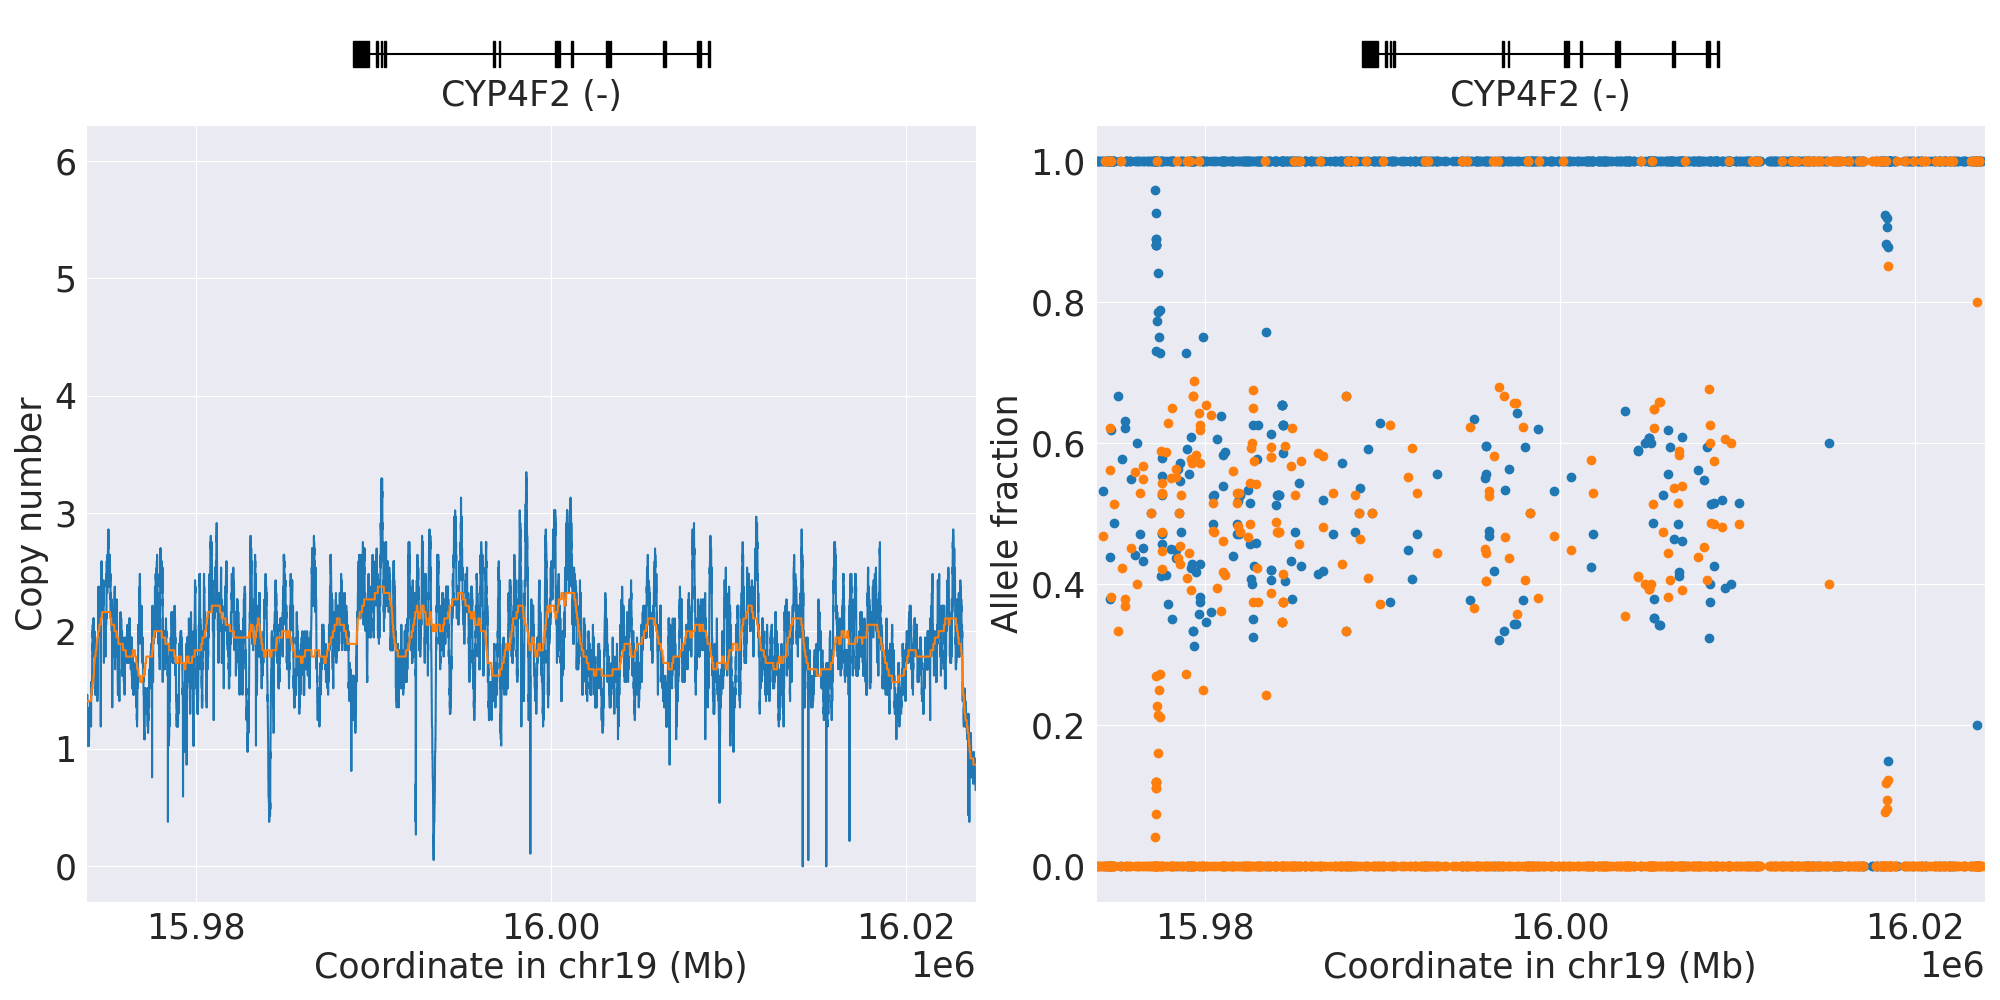 CYP4F2 (-)
6
5
4
3
2
1
0
Copy number
15.98
16.00
16.02
Coordinate in chr19 (Mb)
1e6
CYP4F2 (-)
1.0
0.8
0.6
0.4
0.2
0.0
Allele fraction
15.98
16.00
16.02
Coordinate in chr19 (Mb)
1e6